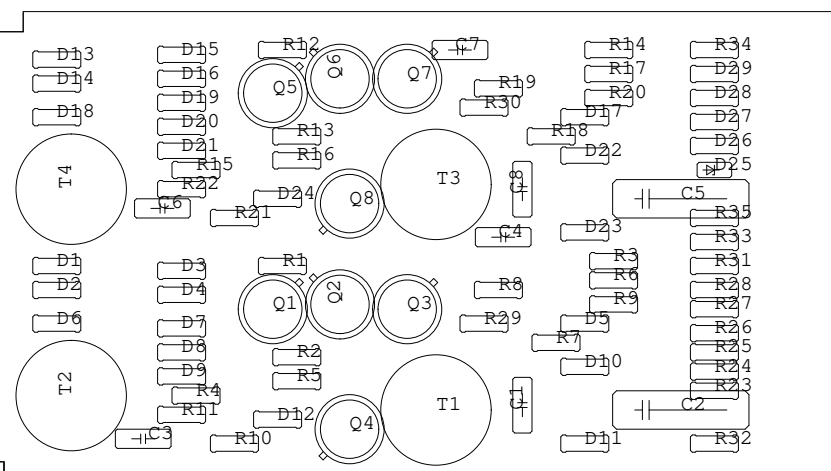 R12 C7 R14 R34
D13 D15 Q6
D14 D16 Q5 Q7 R19 R17 D29
D19 R30 R20 D28
D18 D20 R13 D17 D27
D21 R16 R18 D22 D26
T4 R15 T3 C8 D25
R22 D24 Q8 C5
C6 R21 R35
C4 D23 R33
D1 D3 R1 R3 R31
D2 D4 Q2 R8 R6 R28
Q1 Q3 R9 R27
D6 D7 R29 D5 R26
D8 R2 R7 R25
T2 D9 R5 D10 R24
R4 T1 C1 R23
R11 D12 Q4 C2
C3 R10 D11 R32